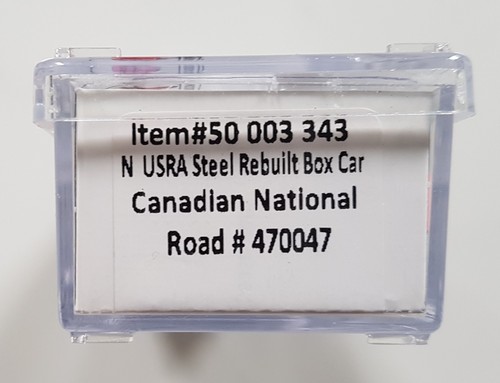 Item#50 003 343
N USRA Steel Rebuilt Box Car
Canadian National
Road # 470047